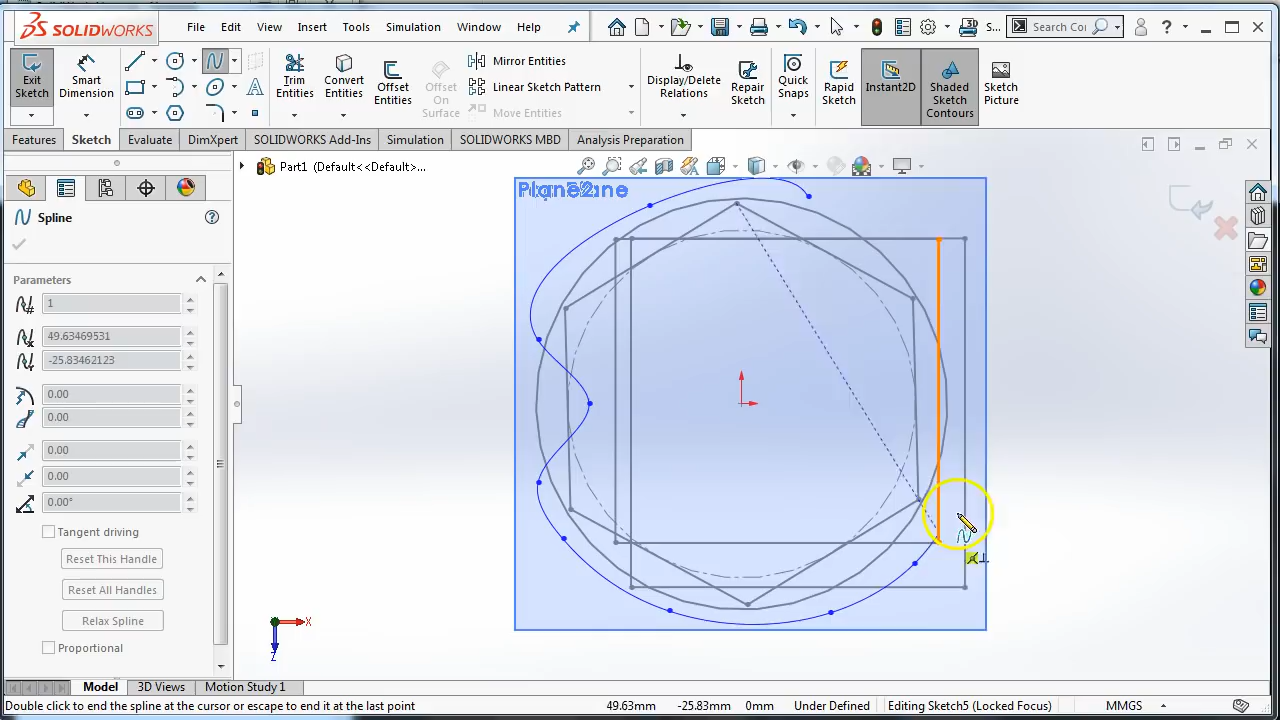 SOLIDWORKS File Edit View Insert Tools Simulation Window Help S... Search Co
Exit Sketch Smart Dimension Trim Entities Convert Entities Offset Entities Offset On Surface Mirror Entities Linear Sketch Pattern Move Entities Display/Delete Relations Repair Sketch Quick Snaps Rapid Sketch Instant2D Shaded Sketch Contours Sketch Picture
Features Sketch Evaluate DimXpert SOLIDWORKS Add-Ins Simulation SOLIDWORKS MBD Analysis Preparation
Part1 (Default<<Default>...
Spline
Parameters
1
49.63469531
-25.83462123
0.00
0.00
0.00
0.00
0.00°
Tangent driving
Reset This Handle
Reset All Handles
Relax Spline
Proportional
X
Z
Model 3D Views Motion Study 1
Double click to end the spline at the cursor or escape to end it at the last point 49.63mm -25.83mm 0mm Under Defined Editing Sketch5 (Locked Focus) MMGS